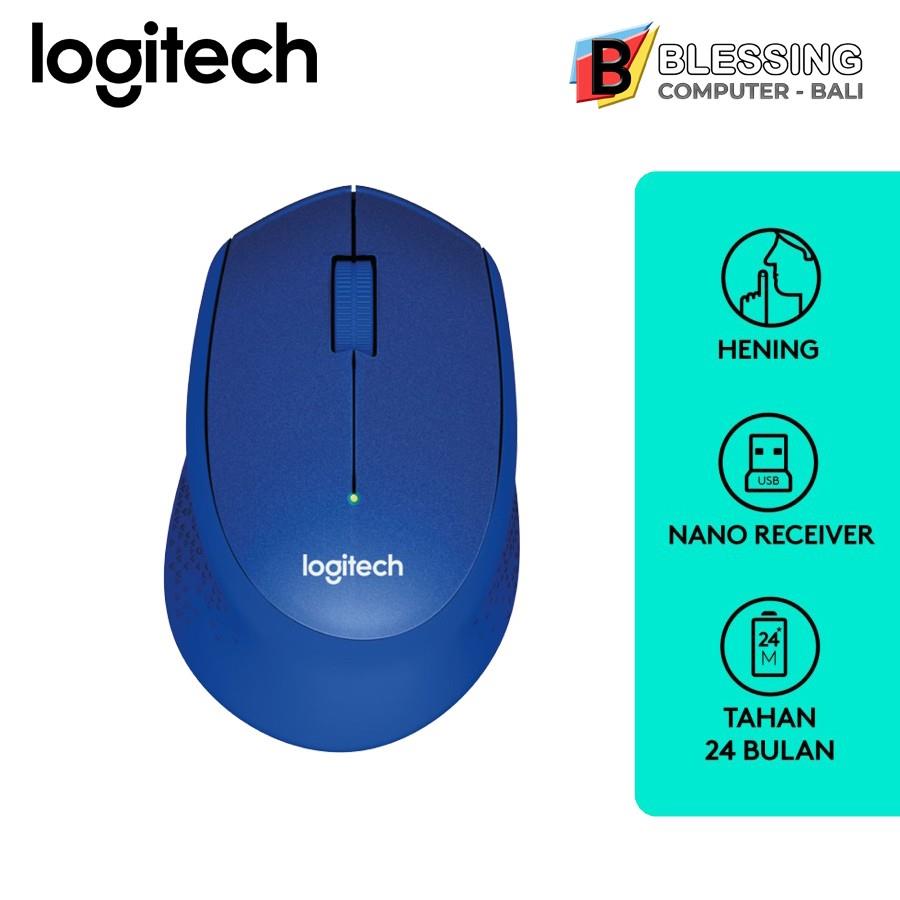 logitech
B BLESSING
COMPUTER - BALI
HENING
USB
NANO RECEIVER
24*
M
TAHAN
24 BULAN
logitech